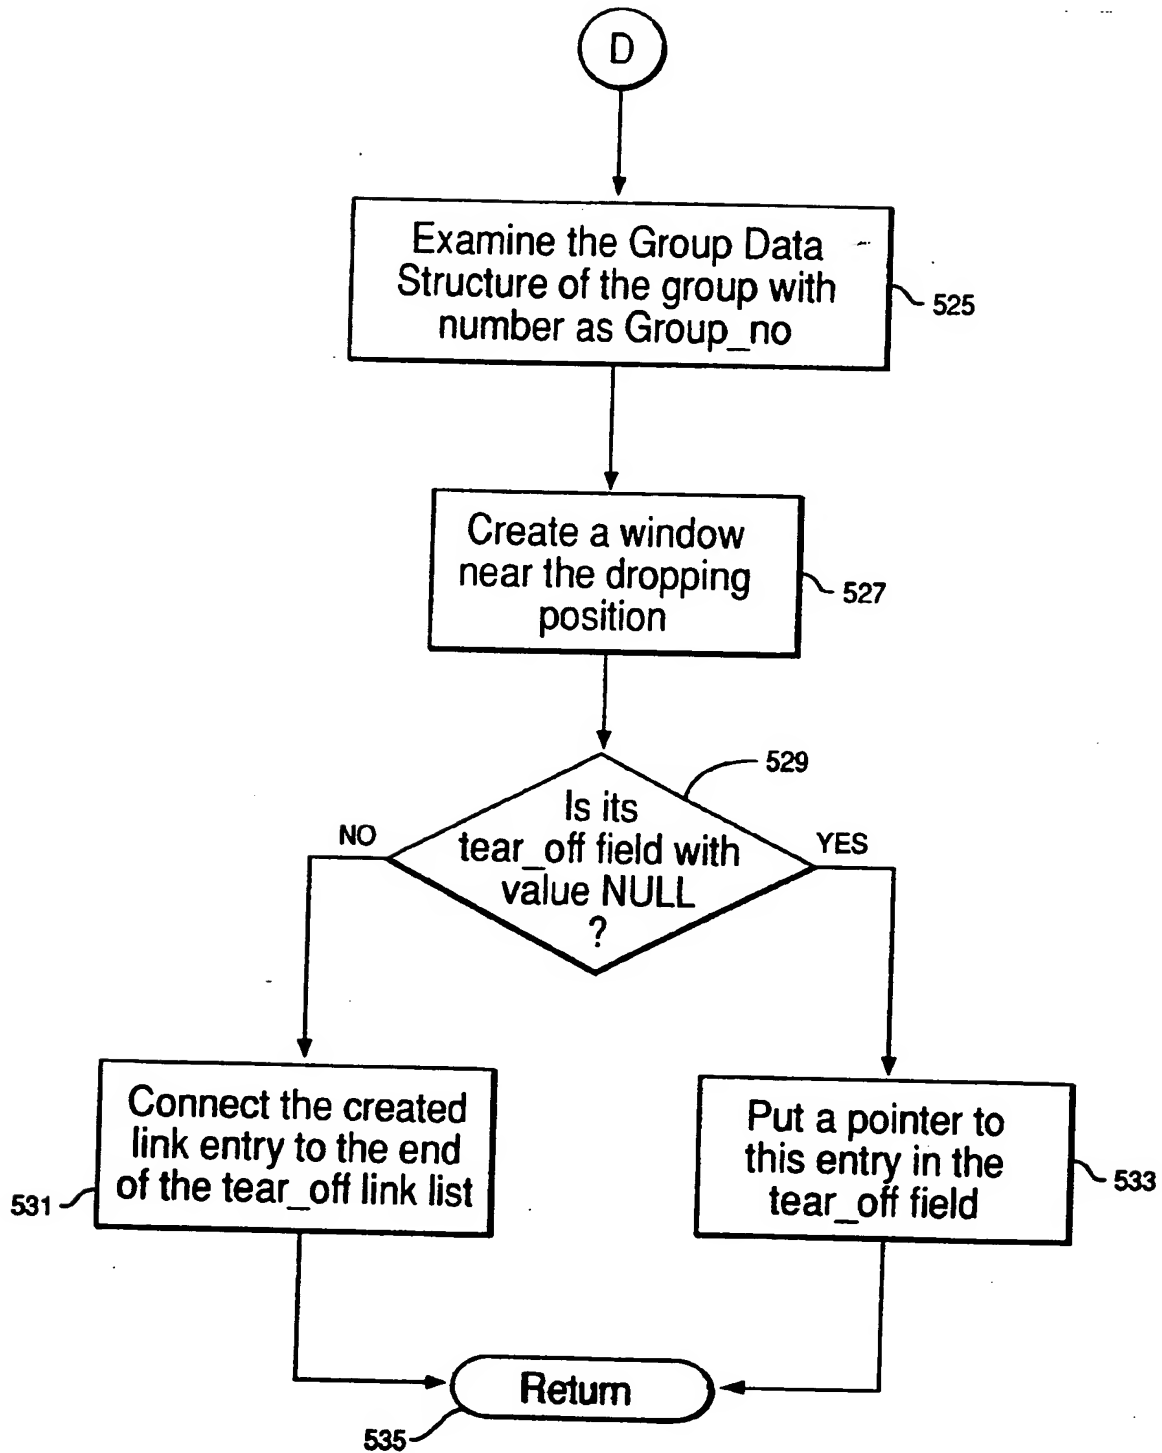 D
Examine the Group Data
Structure of the group with
number as Group_no
525
Create a window
near the dropping
position
527
529
Is its
tear_off field with
value NULL
?
NO
YES
Connect the created
link entry to the end
of the tear_off link list
531
Put a pointer to
this entry in the
tear_off field
533
Return
535